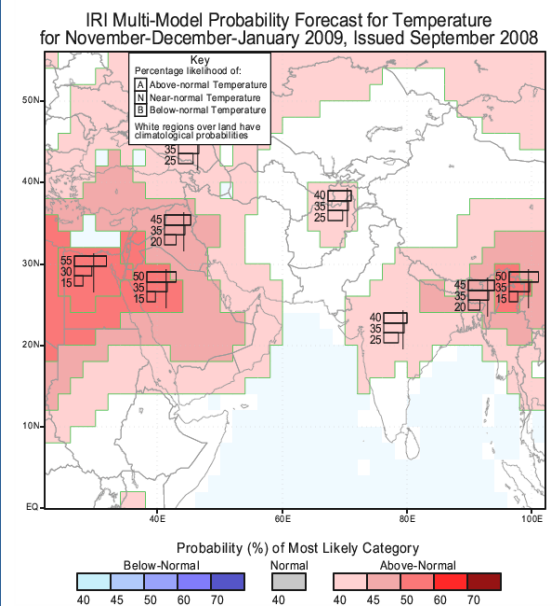 IRI Multi-Model Probability Forecast for Temperature
for November-December-January 2009, Issued September 2008
Key
Percentage likelihood of:
A Above-normal Temperature
N Near-normal Temperature
B Below-normal Temperature
White regions over land have
climatological probabilities
50N
35
25
40N
40
35
25
45
35
20
30N
55
30
15
50
35
15
45
35
20
50
35
15
40
35
25
20N
10N
EQ
40E 60E 80E 100E
Probability (%) of Most Likely Category
Below-Normal Normal Above-Normal
40 45 50 60 70 40 40 45 50 60 70